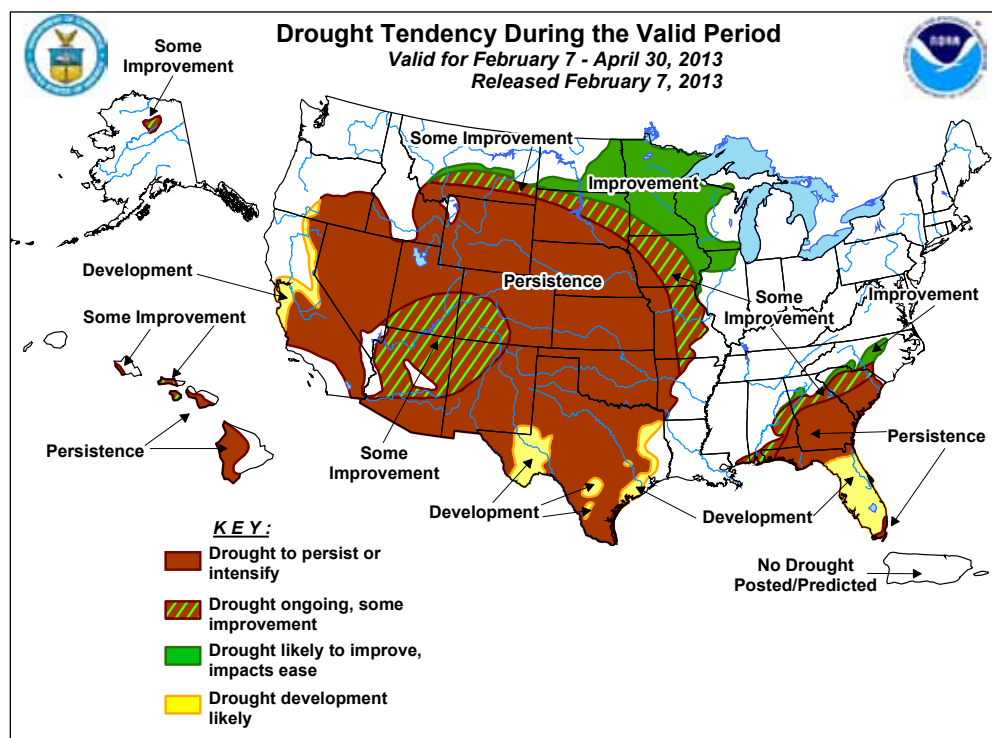 Drought Tendency During the Valid Period
Valid for February 7 - April 30, 2013
Released February 7, 2013
NOAA
Some
Improvement
Some Improvement
Improvement
Development
Persistence
Some
Improvement
Improvement
Some Improvement
Persistence
Some
Improvement
Persistence
Development
Development
No Drought
Posted/Predicted
KEY:
Drought to persist or
intensify
Drought ongoing, some
improvement
Drought likely to improve,
impacts ease
Drought development
likely